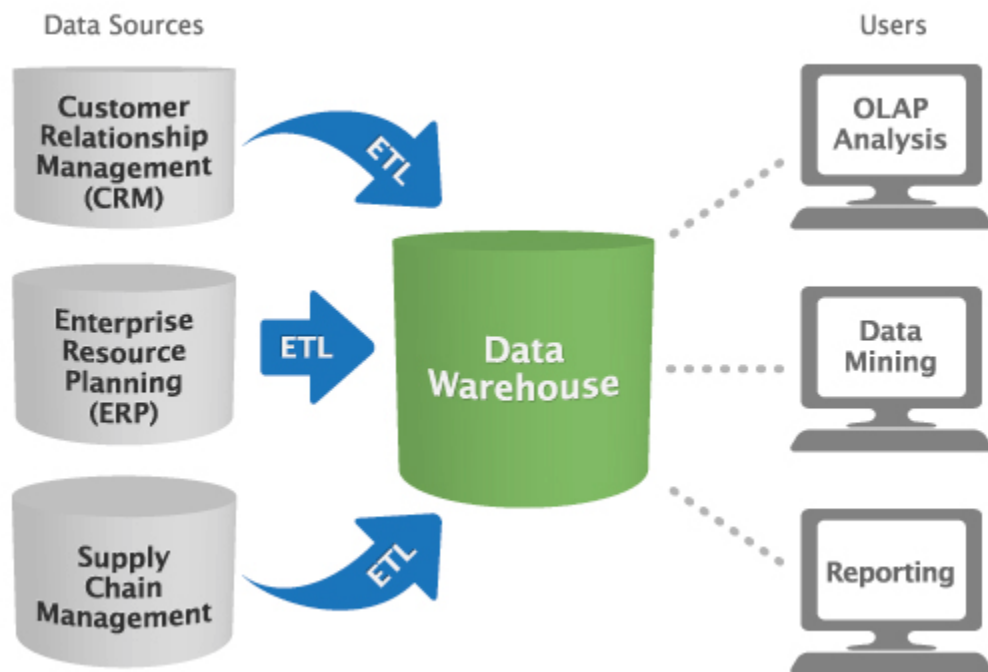 Data Sources
Users
Customer
Relationship
Management
(CRM)
ETL
OLAP
Analysis
Enterprise
Resource
Planning
(ERP)
ETL
Data
Warehouse
Data
Mining
Supply
Chain
Management
ETL
Reporting